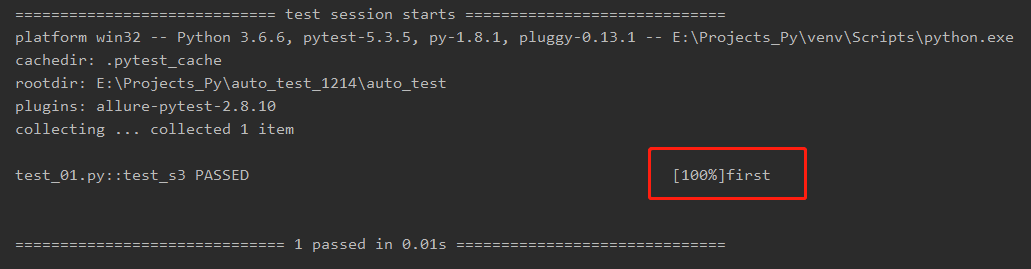 ============================= test session starts =============================
platform win32 -- Python 3.6.6, pytest-5.3.5, py-1.8.1, pluggy-0.13.1 -- E:\Projects_Py\venv\Scripts\python.exe
cachedir: .pytest_cache
rootdir: E:\Projects_Py\auto_test_1214\auto_test
plugins: allure-pytest-2.8.10
collecting ... collected 1 item
test_01.py::test_s3 PASSED                                               [100%]first
============================== 1 passed in 0.01s ==============================